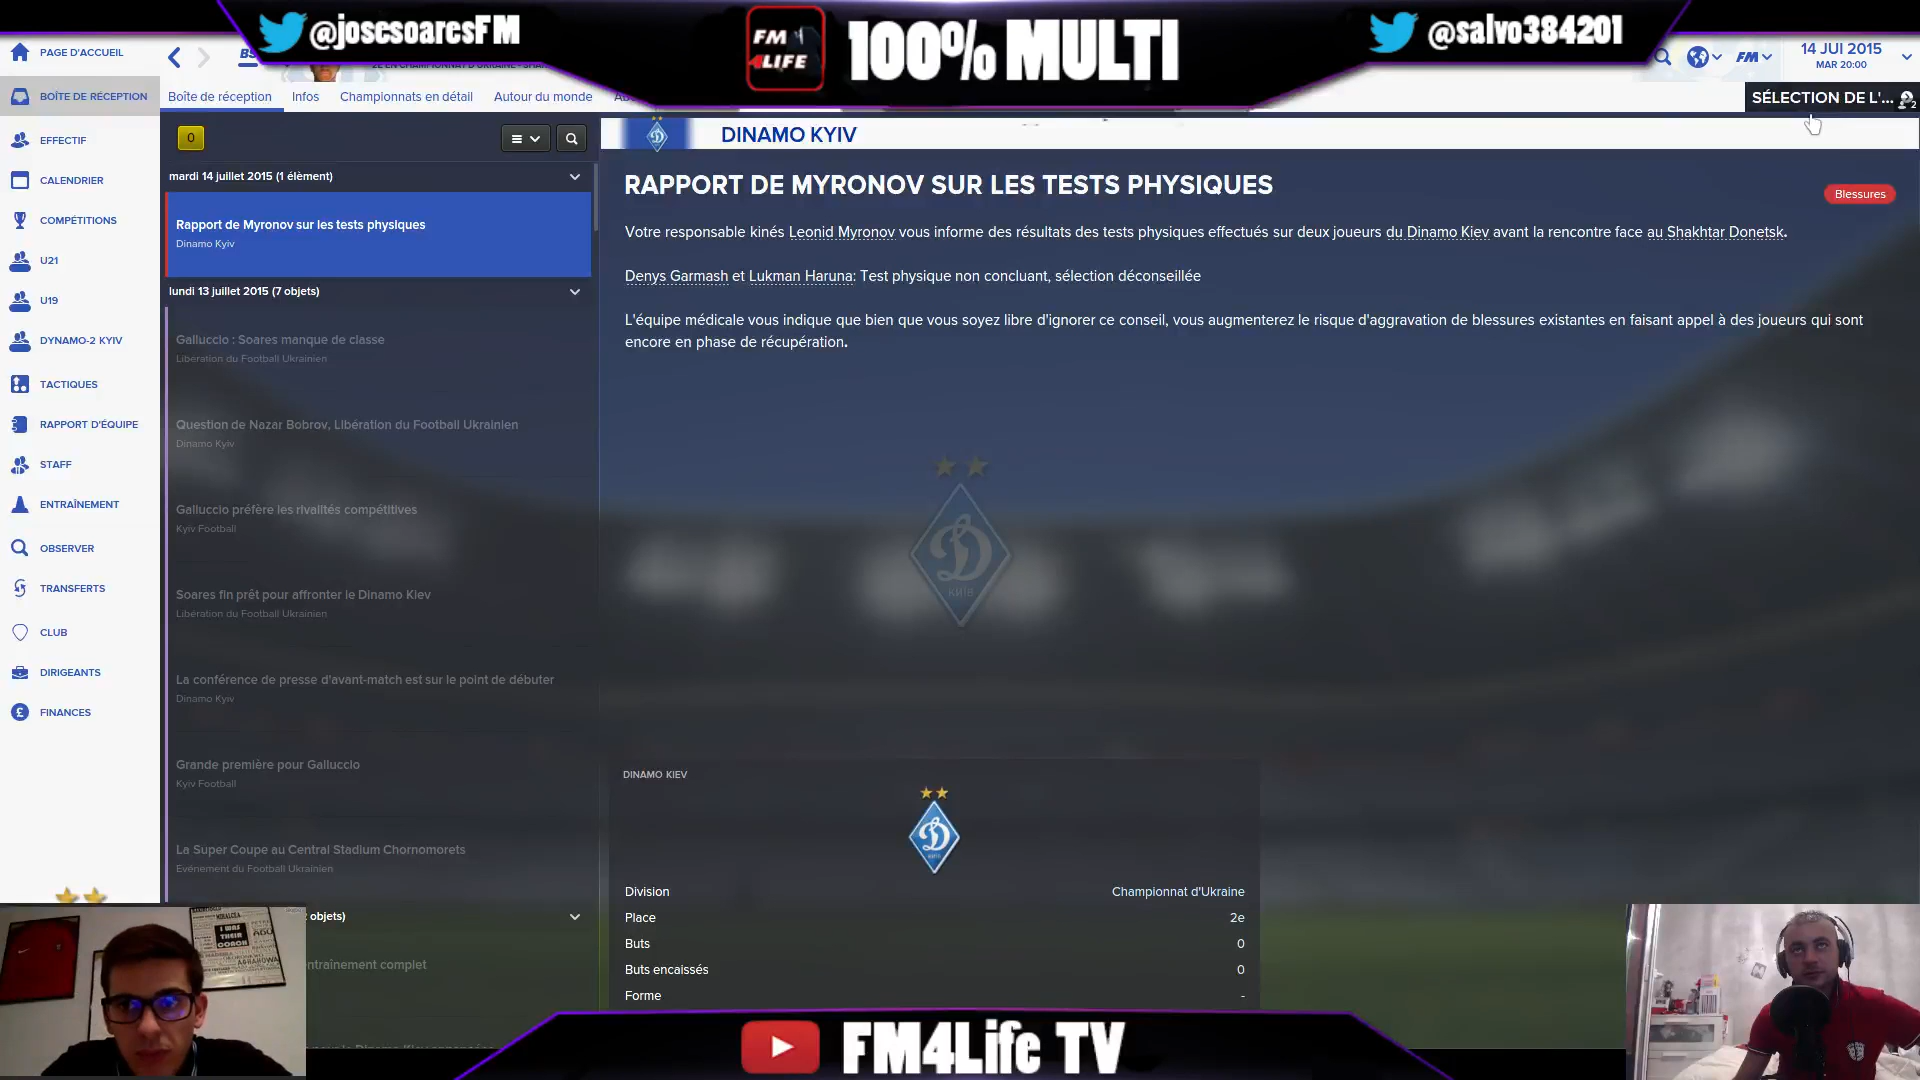 @josesoaresFM
FM
4LIFE
100% MULTI
@salvo384201
PAGE D'ACCUEIL
FM
14 JUI 2015
MAR 20:00
BOÎTE DE RÉCEPTION
Boîte de réception
Infos
Championnats en détail
Autour du monde
SÉLECTION DE L'...
2
EFFECTIF
CALENDRIER
COMPÉTITIONS
U21
U19
DYNAMO-2 KYIV
TACTIQUES
RAPPORT D'ÉQUIPE
STAFF
ENTRAÎNEMENT
OBSERVER
TRANSFERTS
CLUB
DIRIGEANTS
FINANCES
0
mardi 14 juillet 2015 (1 élèment)
Rapport de Myronov sur les tests physiques
Dinamo Kyiv
lundi 13 juillet 2015 (7 objets)
Galluccio : Soares manque de classe
Libération du Football Ukrainien
Question de Nazar Bobrov, Libération du Football Ukrainien
Dinamo Kyiv
Galluccio préfère les rivalités compétitives
Kyiv Football
Soares fin prêt pour affronter le Dinamo Kiev
Libération du Football Ukrainien
La conférence de presse d'avant-match est sur le point de débuter
Dinamo Kyiv
Grande première pour Galluccio
Kyiv Football
La Super Coupe au Central Stadium Chornomorets
Evénement du Football Ukrainien
objets)
ntraînement complet
DINAMO KYIV
RAPPORT DE MYRONOV SUR LES TESTS PHYSIQUES
Blessures
Votre responsable kinés Leonid Myronov vous informe des résultats des tests physiques effectués sur deux joueurs du Dinamo Kiev avant la rencontre face au Shakhtar Donetsk.
Denys Garmash et Lukman Haruna: Test physique non concluant, sélection déconseillée
L'équipe médicale vous indique que bien que vous soyez libre d'ignorer ce conseil, vous augmenterez le risque d'aggravation de blessures existantes en faisant appel à des joueurs qui sont
encore en phase de récupération.
DINAMO KIEV
Division
Championnat d'Ukraine
Place
2e
Buts
0
Buts encaissés
0
Forme
-
I WAS
THEIR
COACH
FM4Life TV